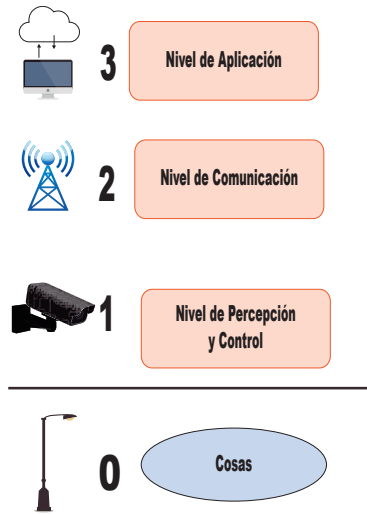 3
Nivel de Aplicación
2
Nivel de Comunicación
1
Nivel de Percepción
y Control
0
Cosas